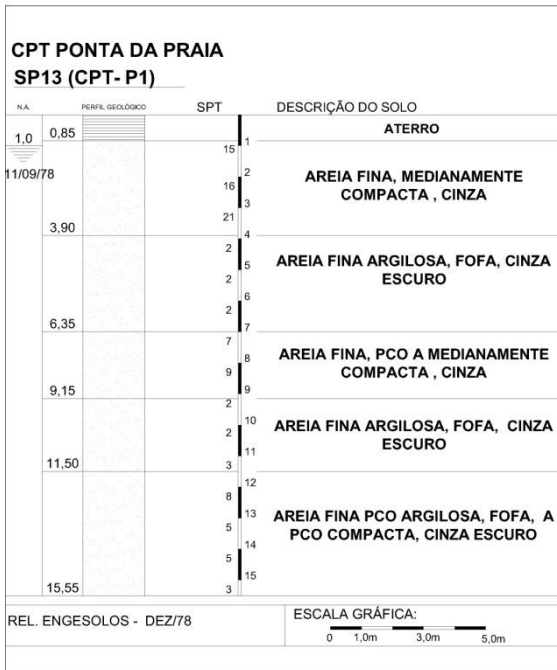 CPT PONTA DA PRAIA
SP13 (CPT- P1)
N.A. PERFIL GEOLÓGICO SPT DESCRIÇÃO DO SOLO
ATERRO
1,0 0,85
1
15
11/09/78
2
16
3
21
AREIA FINA, MEDIANAMENTE
COMPACTA , CINZA
3,90
4
2
5
2
6
2
AREIA FINA ARGILOSA, FOFA, CINZA
ESCURO
6,35
7
7
8
9
9
AREIA FINA, PCO A MEDIANAMENTE
COMPACTA , CINZA
9,15
2
10
2
11
3
AREIA FINA ARGILOSA, FOFA, CINZA
ESCURO
11,50
12
8
13
5
14
5
15
3
AREIA FINA PCO ARGILOSA, FOFA, A
PCO COMPACTA, CINZA ESCURO
15,55
REL. ENGESOLOS - DEZ/78
ESCALA GRÁFICA:
0 1,0m 3,0m 5,0m